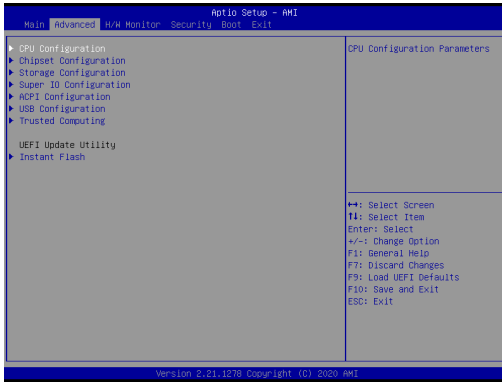 Aptio Setup - AMI
Main Advanced H/W Monitor Security Boot Exit
CPU Configuration
Chipset Configuration
Storage Configuration
Super IO Configuration
ACPI Configuration
USB Configuration
Trusted Computing
UEFI Update Utility
Instant Flash
CPU Configuration Parameters
↔: Select Screen
↑↓: Select Item
Enter: Select
+/-: Change Option
F1: General Help
F7: Discard Changes
F9: Load UEFI Defaults
F10: Save and Exit
ESC: Exit
Version 2.21.1278 Copyright (C) 2020 AMI